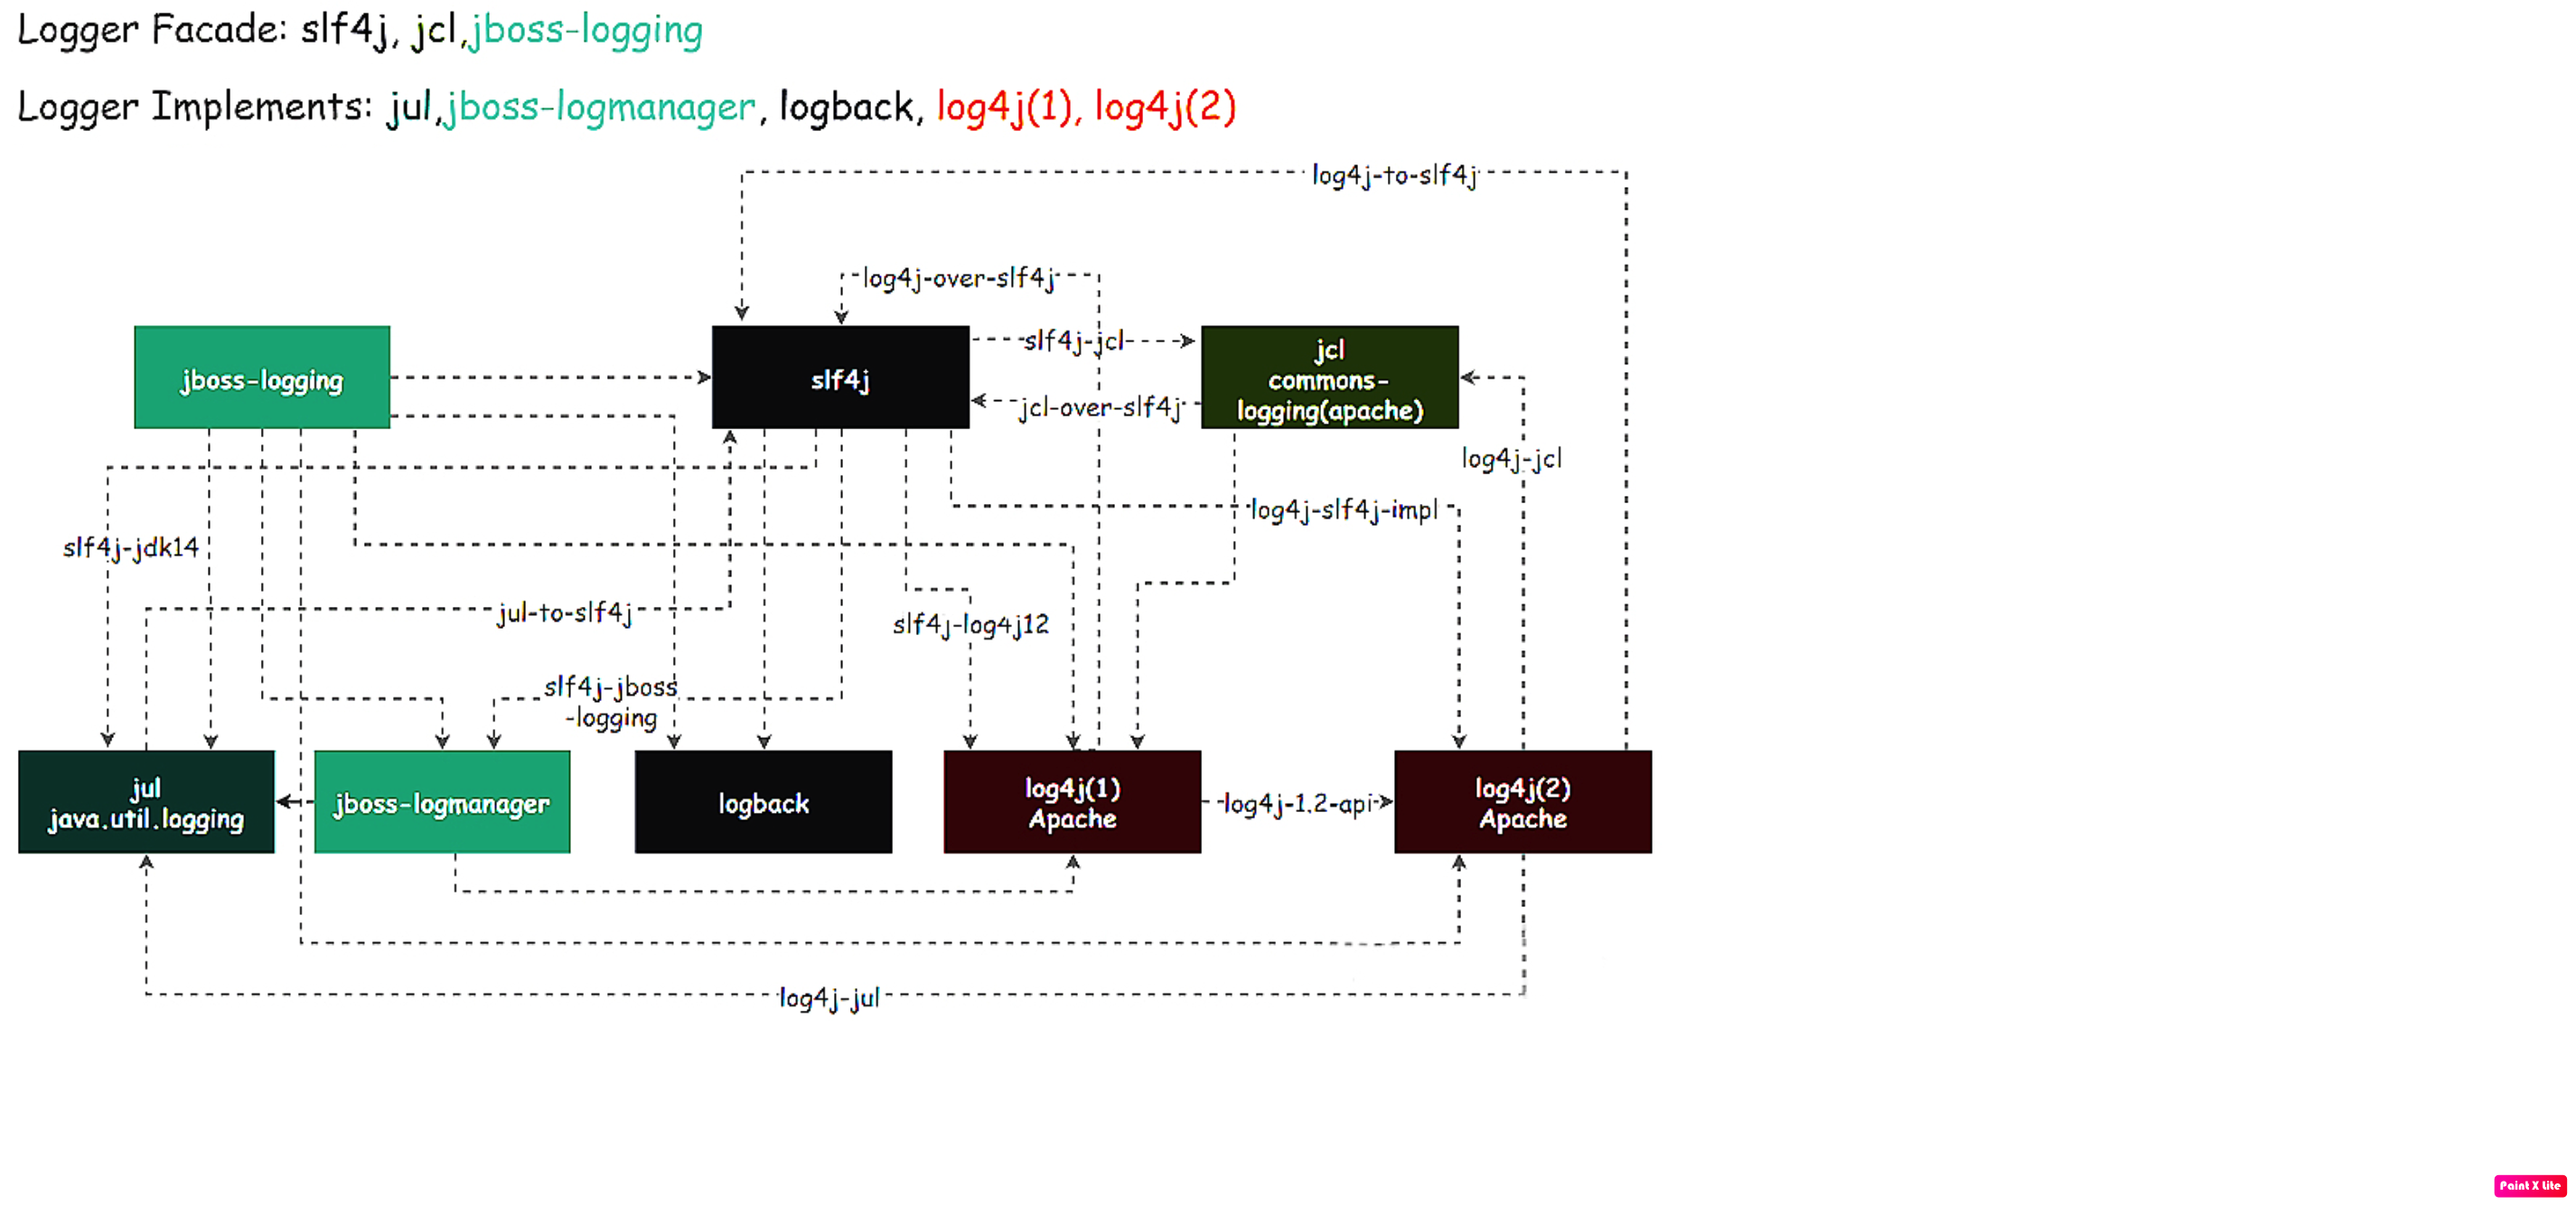 Logger Facade: slf4j, jcl,jboss-logging
Logger Implements: jul,jboss-logmanager, logback, log4j(1), log4j(2)
log4j-to-slf4j
log4j-over-slf4j
slf4j-jcl
jboss-logging
slf4j
jcl
commons-
logging(apache)
jcl-over-slf4j
log4j-jcl
log4j-slf4j-impl
slf4j-jdk14
jul-to-slf4j
slf4j-log4j12
slf4j-jboss
-logging
jul
java.util.logging
jboss-logmanager
logback
log4j(1)
Apache
log4j-1.2-api
log4j(2)
Apache
log4j-jul
Paint X Lite